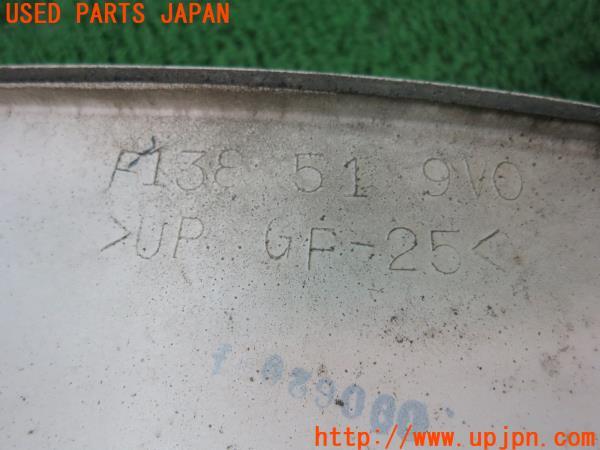 USED PARTS JAPAN
F138 51 9V0
>UP GF-25<
http://www.upjpn.com/